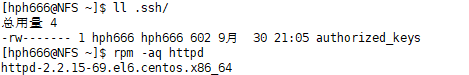 [hph666@NFS ~]$ ll .ssh/
总用量 4
-rw------- 1 hph666 hph666 602 9月  30 21:05 authorized_keys
[hph666@NFS ~]$ rpm -aq httpd
httpd-2.2.15-69.el6.centos.x86_64